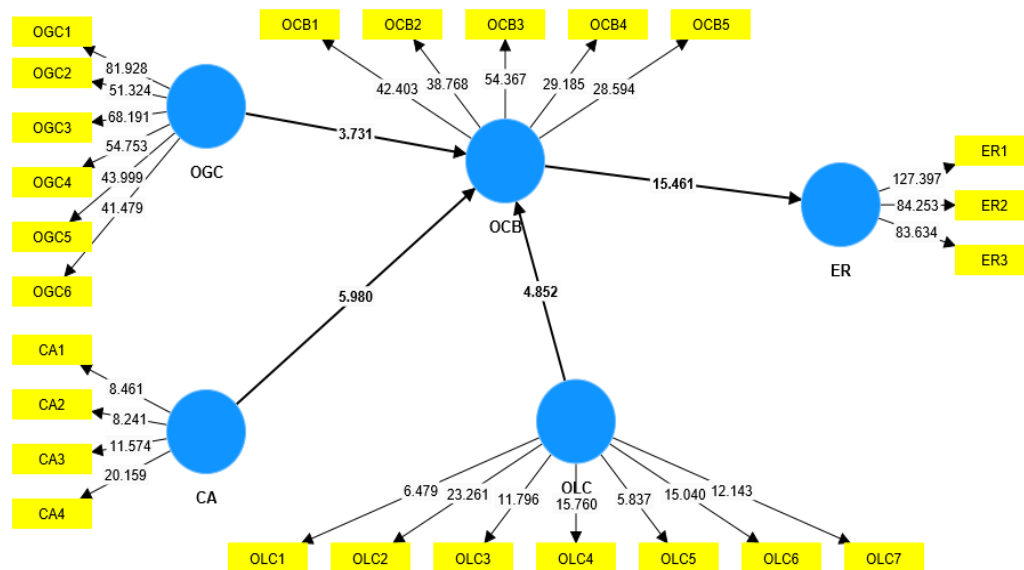 OGC1
OGC2
OGC3
OGC4
OGC5
OGC6
81.928
51.324
68.191
54.753
43.999
41.479
OGC
OCB1
OCB2
OCB3
OCB4
OCB5
42.403
38.768
54.367
29.185
28.594
3.731
OCB
15.461
ER1
ER2
ER3
127.397
84.253
83.634
ER
5.980
4.852
CA1
CA2
CA3
CA4
8.461
8.241
11.574
20.159
CA
OLC
6.479
23.261
11.796
15.760
5.837
15.040
12.143
OLC1
OLC2
OLC3
OLC4
OLC5
OLC6
OLC7